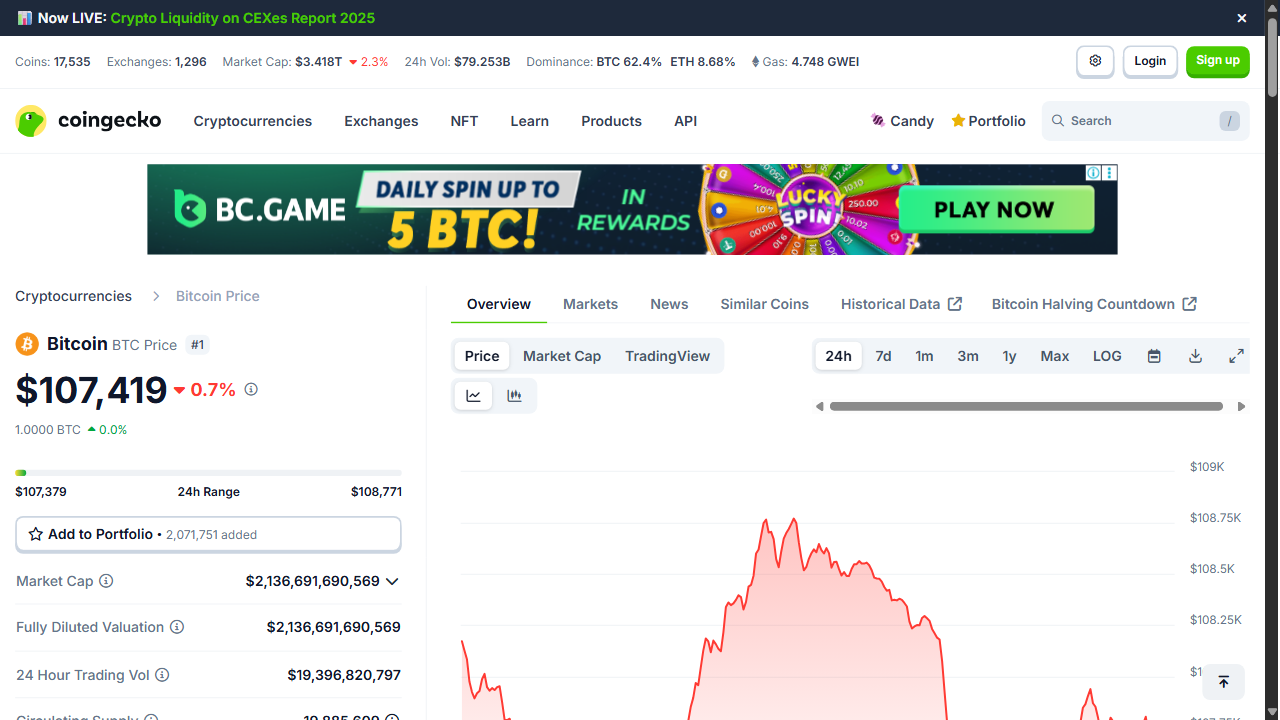 Now LIVE: Crypto Liquidity on CEXes Report 2025
Coins: 17,535 Exchanges: 1,296 Market Cap: $3.418T 2.3% 24h Vol: $79.253B Dominance: BTC 62.4% ETH 8.68% Gas: 4.748 GWEI
Login
Sign up
coingecko
Cryptocurrencies Exchanges NFT Learn Products API
Candy Portfolio
Search /
BC.GAME
DAILY SPIN UP TO
5 BTC!
IN
REWARDS
LUCKY
SPIN!
PLAY NOW
Cryptocurrencies Bitcoin Price
Bitcoin BTC Price #1
$107,419 0.7%
1.0000 BTC 0.0%
$107,379 24h Range $108,771
Add to Portfolio • 2,071,751 added
Market Cap $2,136,691,690,569
Fully Diluted Valuation $2,136,691,690,569
24 Hour Trading Vol $19,396,820,797
Circulating Supply 19,885,609
Overview Markets News Similar Coins Historical Data Bitcoin Halving Countdown
Price Market Cap TradingView
24h 7d 1m 3m 1y Max LOG
$109K
$108.75K
$108.5K
$108.25K